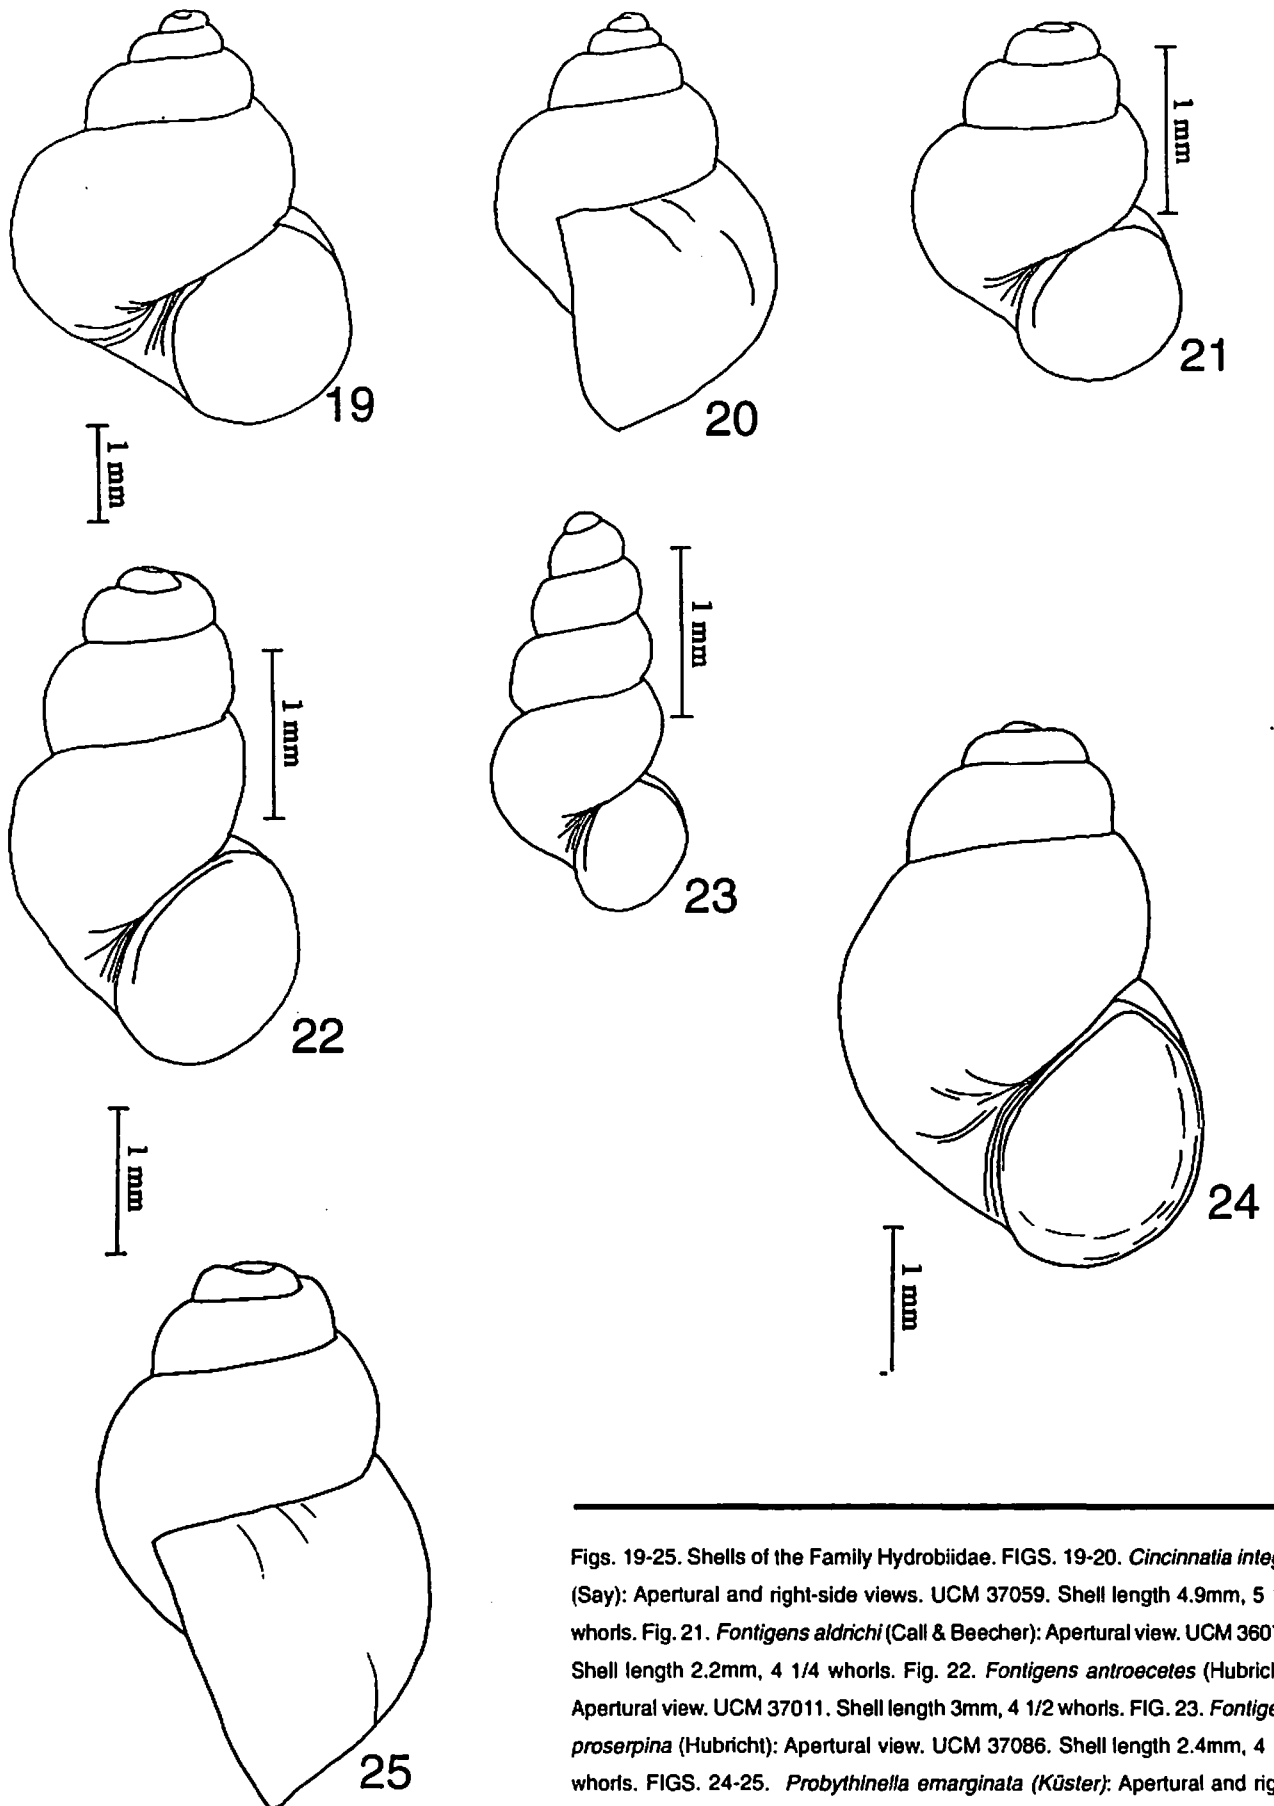 19
1 mm
20
1 mm
21
1 mm
22
1 mm
23
1 mm
24
1 mm
25
1 mm
Figs. 19-25. Shells of the Family Hydrobiidae. FIGS. 19-20. Cincinnatia
(Say): Apertural and right-side views. UCM 37059. Shell length 4.9mm, 5
whorls. Fig. 21. Fontigens aldrichi (Call & Beecher): Apertural view. UCM
Shell length 2.2mm, 4 1/4 whorls. Fig. 22. Fontigens antroecetes
Apertural view. UCM 37011. Shell length 3mm, 4 1/2 whorls. FIG. 23.
proserpina (Hubricht): Apertural view. UCM 37086. Shell length 2.4mm, 4
whorls. FIGS. 24-25. Probythinella emarginata (Küster): Apertural and